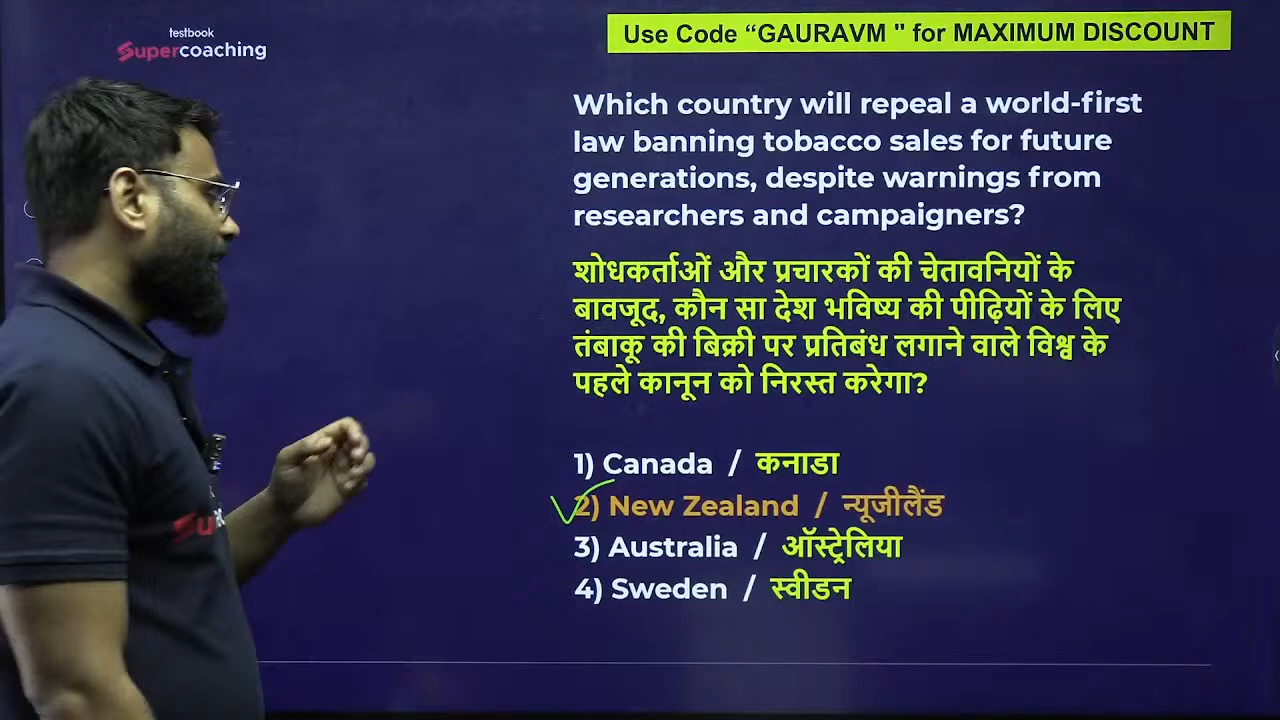 testbook
Supercoaching
Use Code “GAURAVM " for MAXIMUM DISCOUNT
Which country will repeal a world-first
law banning tobacco sales for future
generations, despite warnings from
researchers and campaigners?
शोधकर्ताओं और प्रचारकों की चेतावनियों के
बावजूद, कौन सा देश भविष्य की पीढ़ियों के लिए
तंबाकू की बिक्री पर प्रतिबंध लगाने वाले विश्व के
पहले कानून को निरस्त करेगा?
1) Canada / कनाडा
2) New Zealand / न्यूजीलैंड
3) Australia / ऑस्ट्रेलिया
4) Sweden / स्वीडन